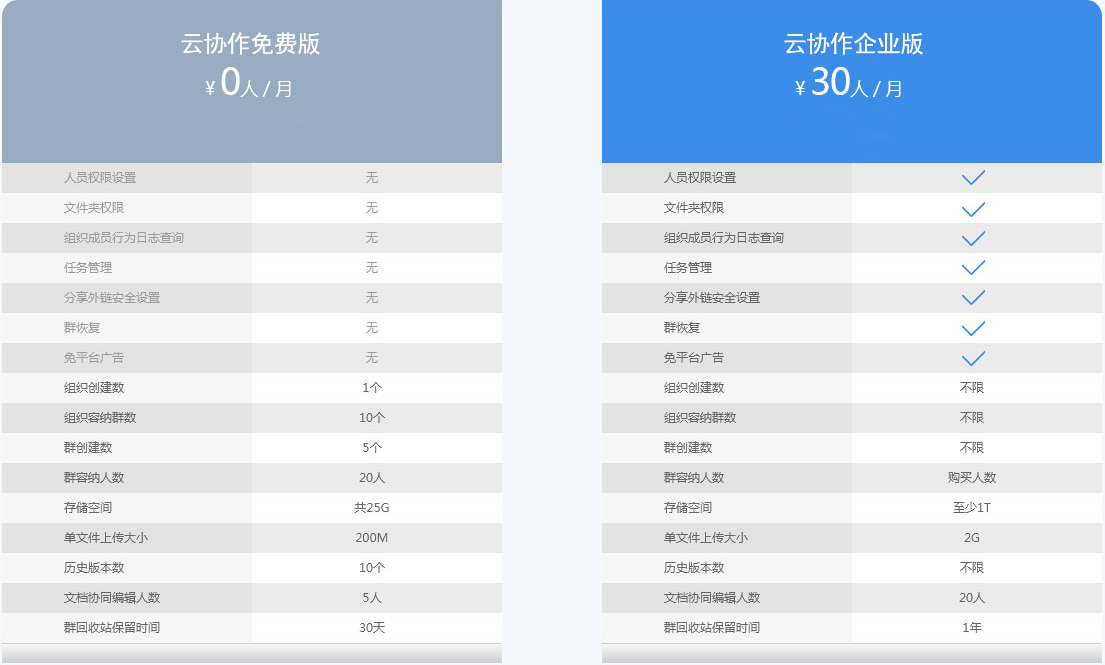 云协作免费版
¥ 0人 / 月
人员权限设置 无
文件夹权限 无
组织成员行为日志查询 无
任务管理 无
分享外链安全设置 无
群恢复 无
免平台广告 无
组织创建数 1个
组织容纳群数 10个
群创建数 5个
群容纳人数 20人
存储空间 共25G
单文件上传大小 200M
历史版本数 10个
文档协同编辑人数 5人
群回收站保留时间 30天
云协作企业版
¥ 30人 / 月
人员权限设置
文件夹权限
组织成员行为日志查询
任务管理
分享外链安全设置
群恢复
免平台广告
组织创建数 不限
组织容纳群数 不限
群创建数 不限
群容纳人数 购买人数
存储空间 至少1T
单文件上传大小 2G
历史版本数 不限
文档协同编辑人数 20人
群回收站保留时间 1年